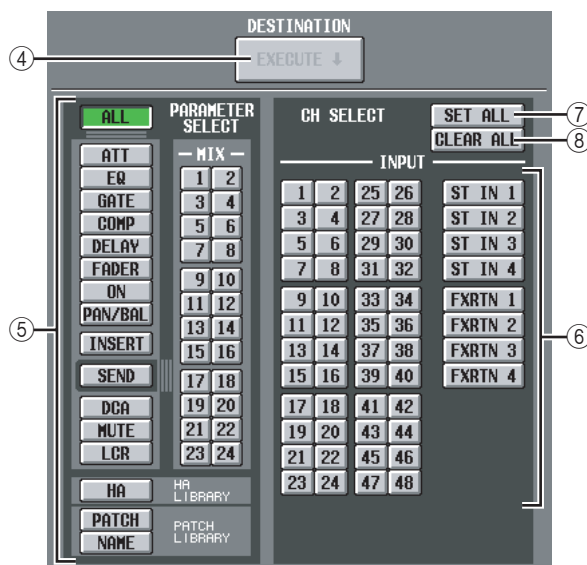 DESTINATION
④ EXECUTE ⬇
ALL PARAMETER SELECT
CH SELECT SET ALL ⑦
CLEAR ALL ⑧
ATT
EQ
GATE
COMP
DELAY
FADER
ON
PAN/BAL
INSERT
SEND
DCA
MUTE
LCR
HA HA LIBRARY
PATCH
NAME
PATCH LIBRARY
⑤
MIX
1 2
3 4
5 6
7 8
9 10
11 12
13 14
15 16
17 18
19 20
21 22
23 24
INPUT
1 2 25 26 ST IN 1
3 4 27 28 ST IN 2
5 6 29 30 ST IN 3
7 8 31 32 ST IN 4
9 10 33 34 FXRTN 1
11 12 35 36 FXRTN 2
13 14 37 38 FXRTN 3
15 16 39 40 FXRTN 4
17 18 41 42
19 20 43 44
21 22 45 46
23 24 47 48
⑥